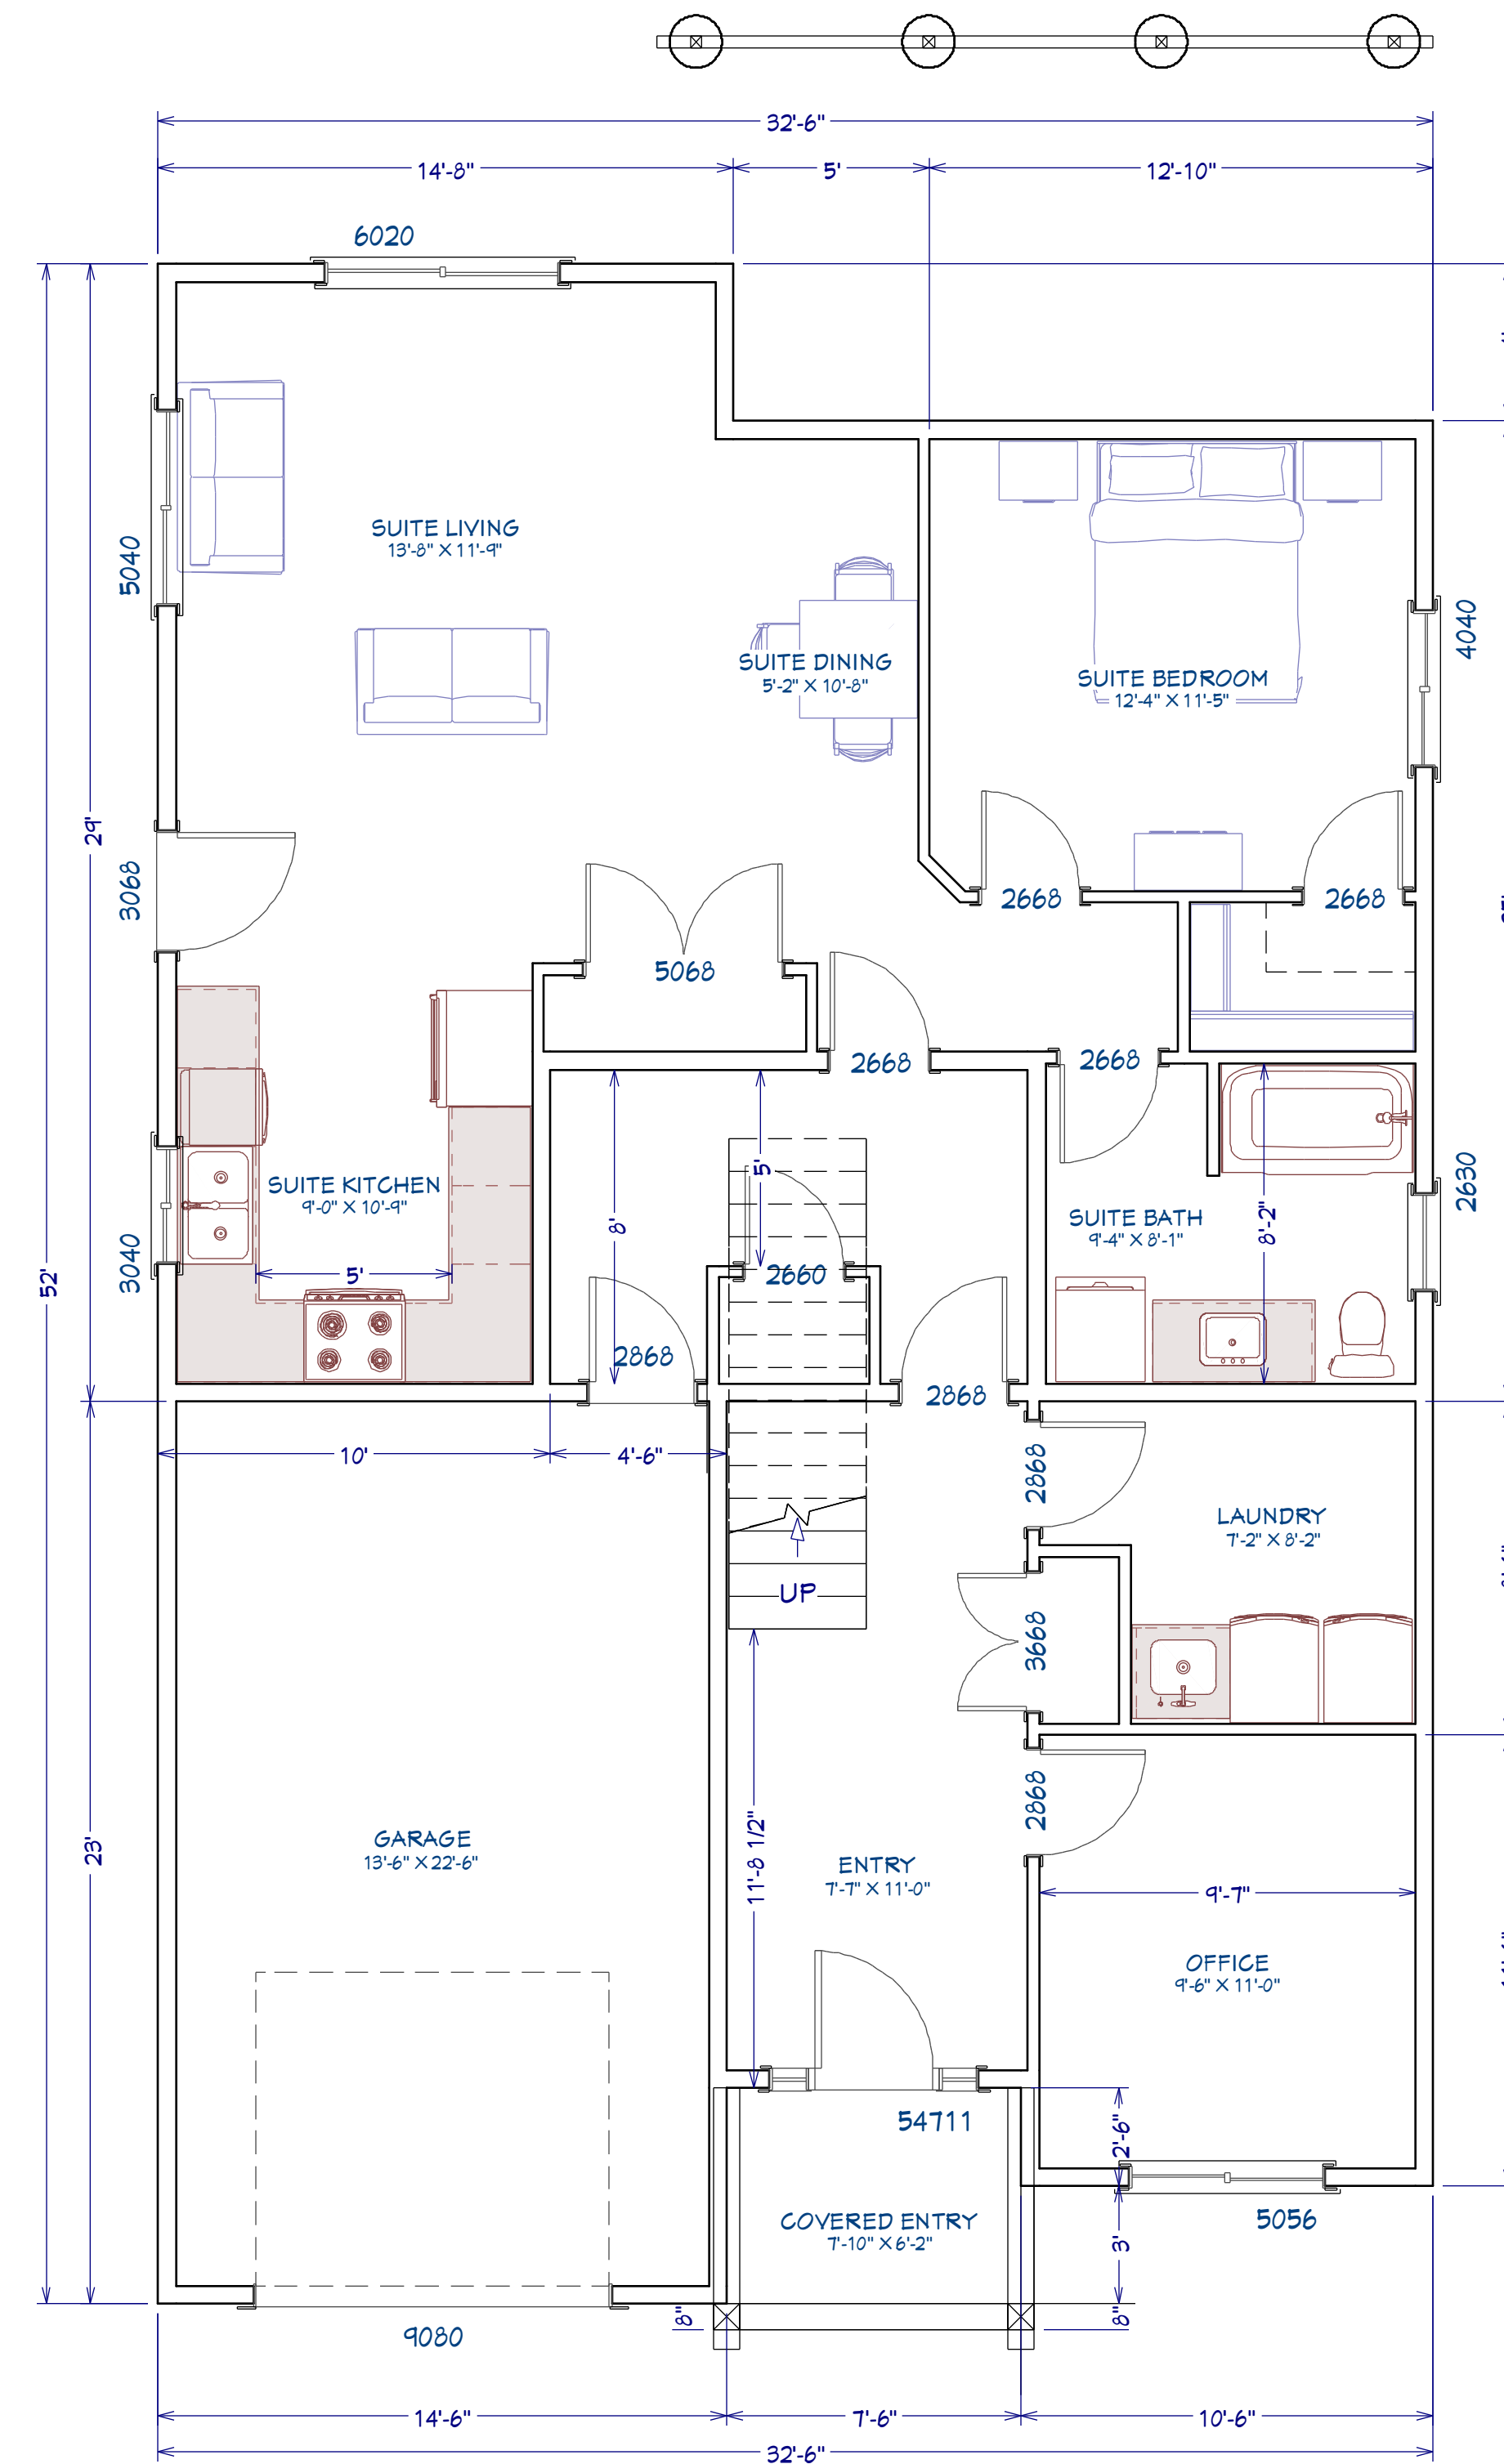 32'-6"
14'-8"
5'
12'-10"
6020
SUITE LIVING
13'-8" X 11'-9"
5040
4040
SUITE DINING
5'-2" X 10'-8"
SUITE BEDROOM
12'-4" X 11'-5"
29'
3068
2668
2668
5068
2668
2668
5'
SUITE KITCHEN
9'-0" X 10'-9"
8'
SUITE BATH
9'-4" X 8'-1"
8'-2"
2630
3040
52'
5'
2660
2868
2868
10'
4'-6"
2868
LAUNDRY
7'-2" X 8'-2"
UP
3668
2868
GARAGE
13'-6" X 22'-6"
23'
11'-8 1/2"
ENTRY
7'-7" X 11'-0"
9'-7"
OFFICE
9'-6" X 11'-0"
54711
2'-6"
COVERED ENTRY
7'-10" X 6'-2"
5056
3'
8"
8"
9080
14'-6"
7'-6"
10'-6"
32'-6"